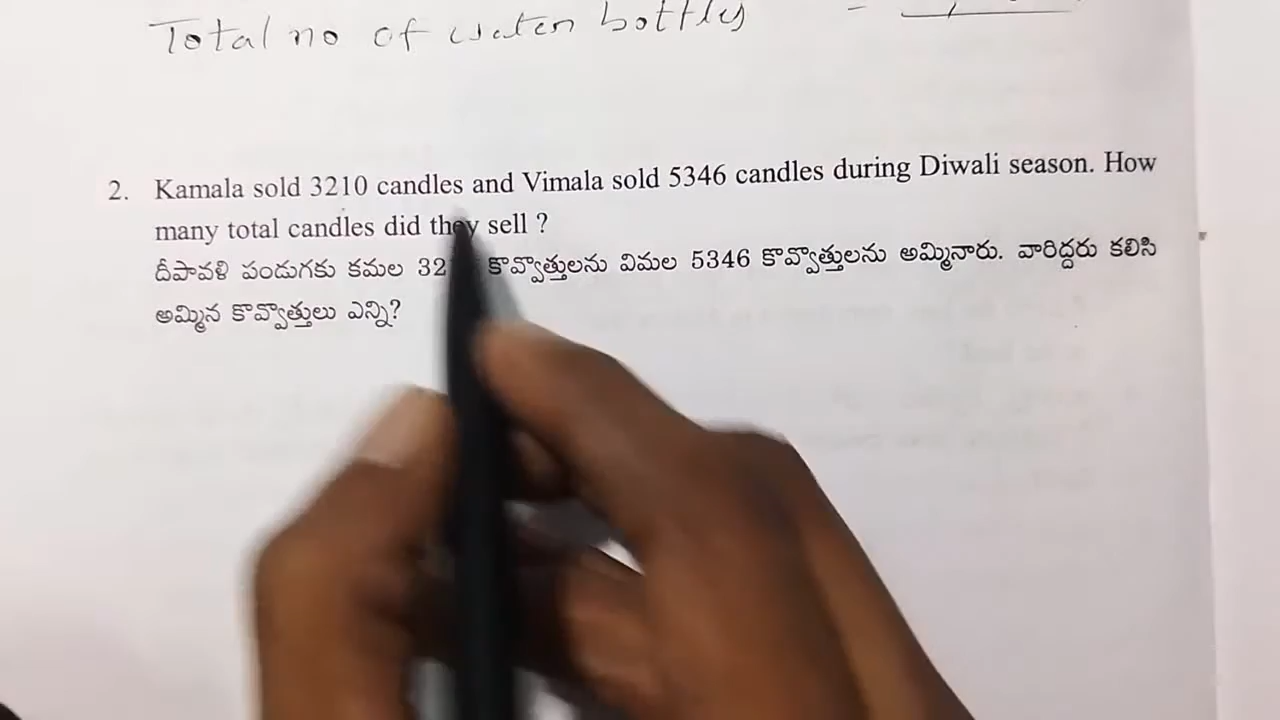 Total no of water bottles -
2. Kamala sold 3210 candles and Vimala sold 5346 candles during Diwali season. How
many total candles did they sell ?
దీపావళి పండుగకు కమల కొవ్వొత్తులను విమల 5346 కొవ్వొత్తులను అమ్మినారు. వారిద్దరు కలిసి
అమ్మిన కొవ్వొత్తులు ఎన్ని?